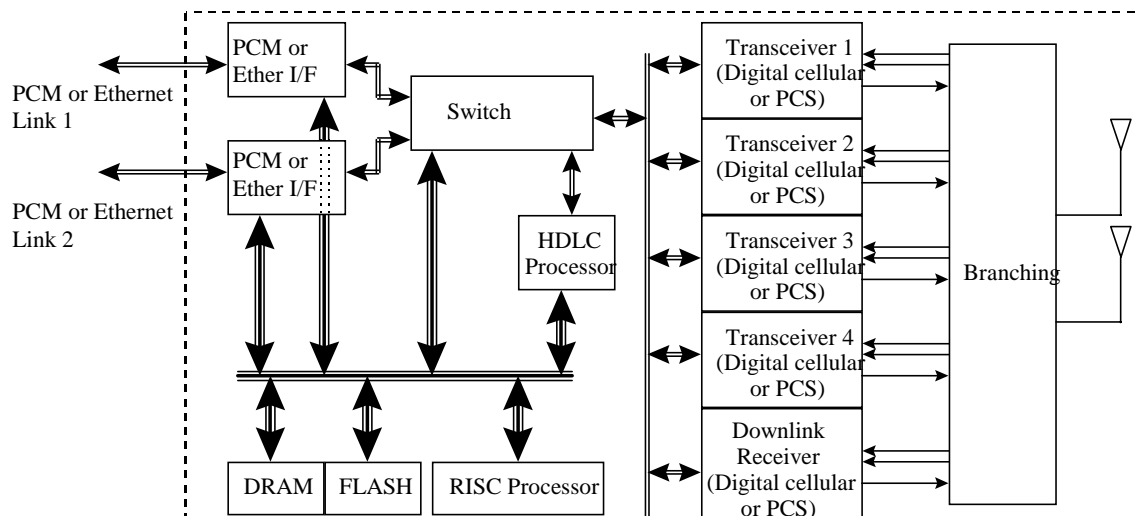 PCM or
Ether I/F
PCM or Ethernet
Link 1
PCM or
Ether I/F
PCM or Ethernet
Link 2
Switch
HDLC
Processor
DRAM
FLASH
RISC Processor
Transceiver 1
(Digital cellular
or PCS)
Transceiver 2
(Digital cellular
or PCS)
Transceiver 3
(Digital cellular
or PCS)
Transceiver 4
(Digital cellular
or PCS)
Downlink
Receiver
(Digital cellular
or PCS)
Branching